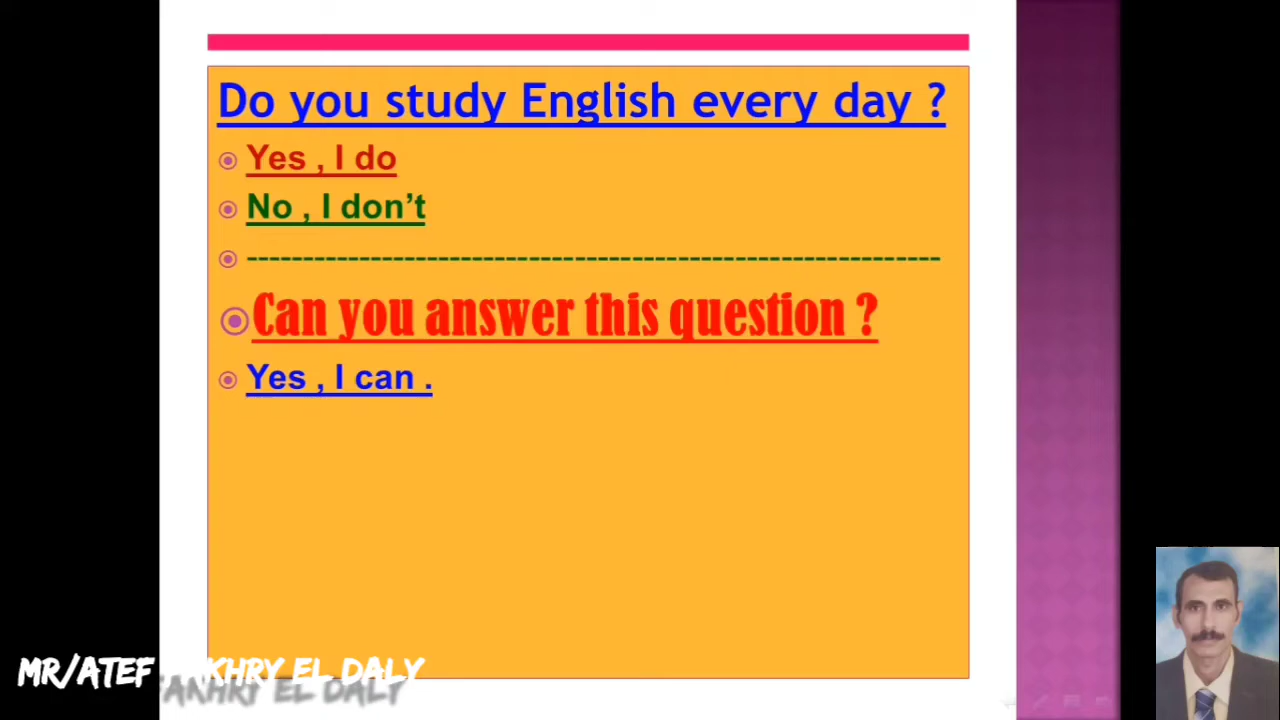 Do you study English every day ?
Yes , I do
No , I don't
--------------------------------------------------------------
Can you answer this question ?
Yes , I can .
MR/ATEF EL DALY